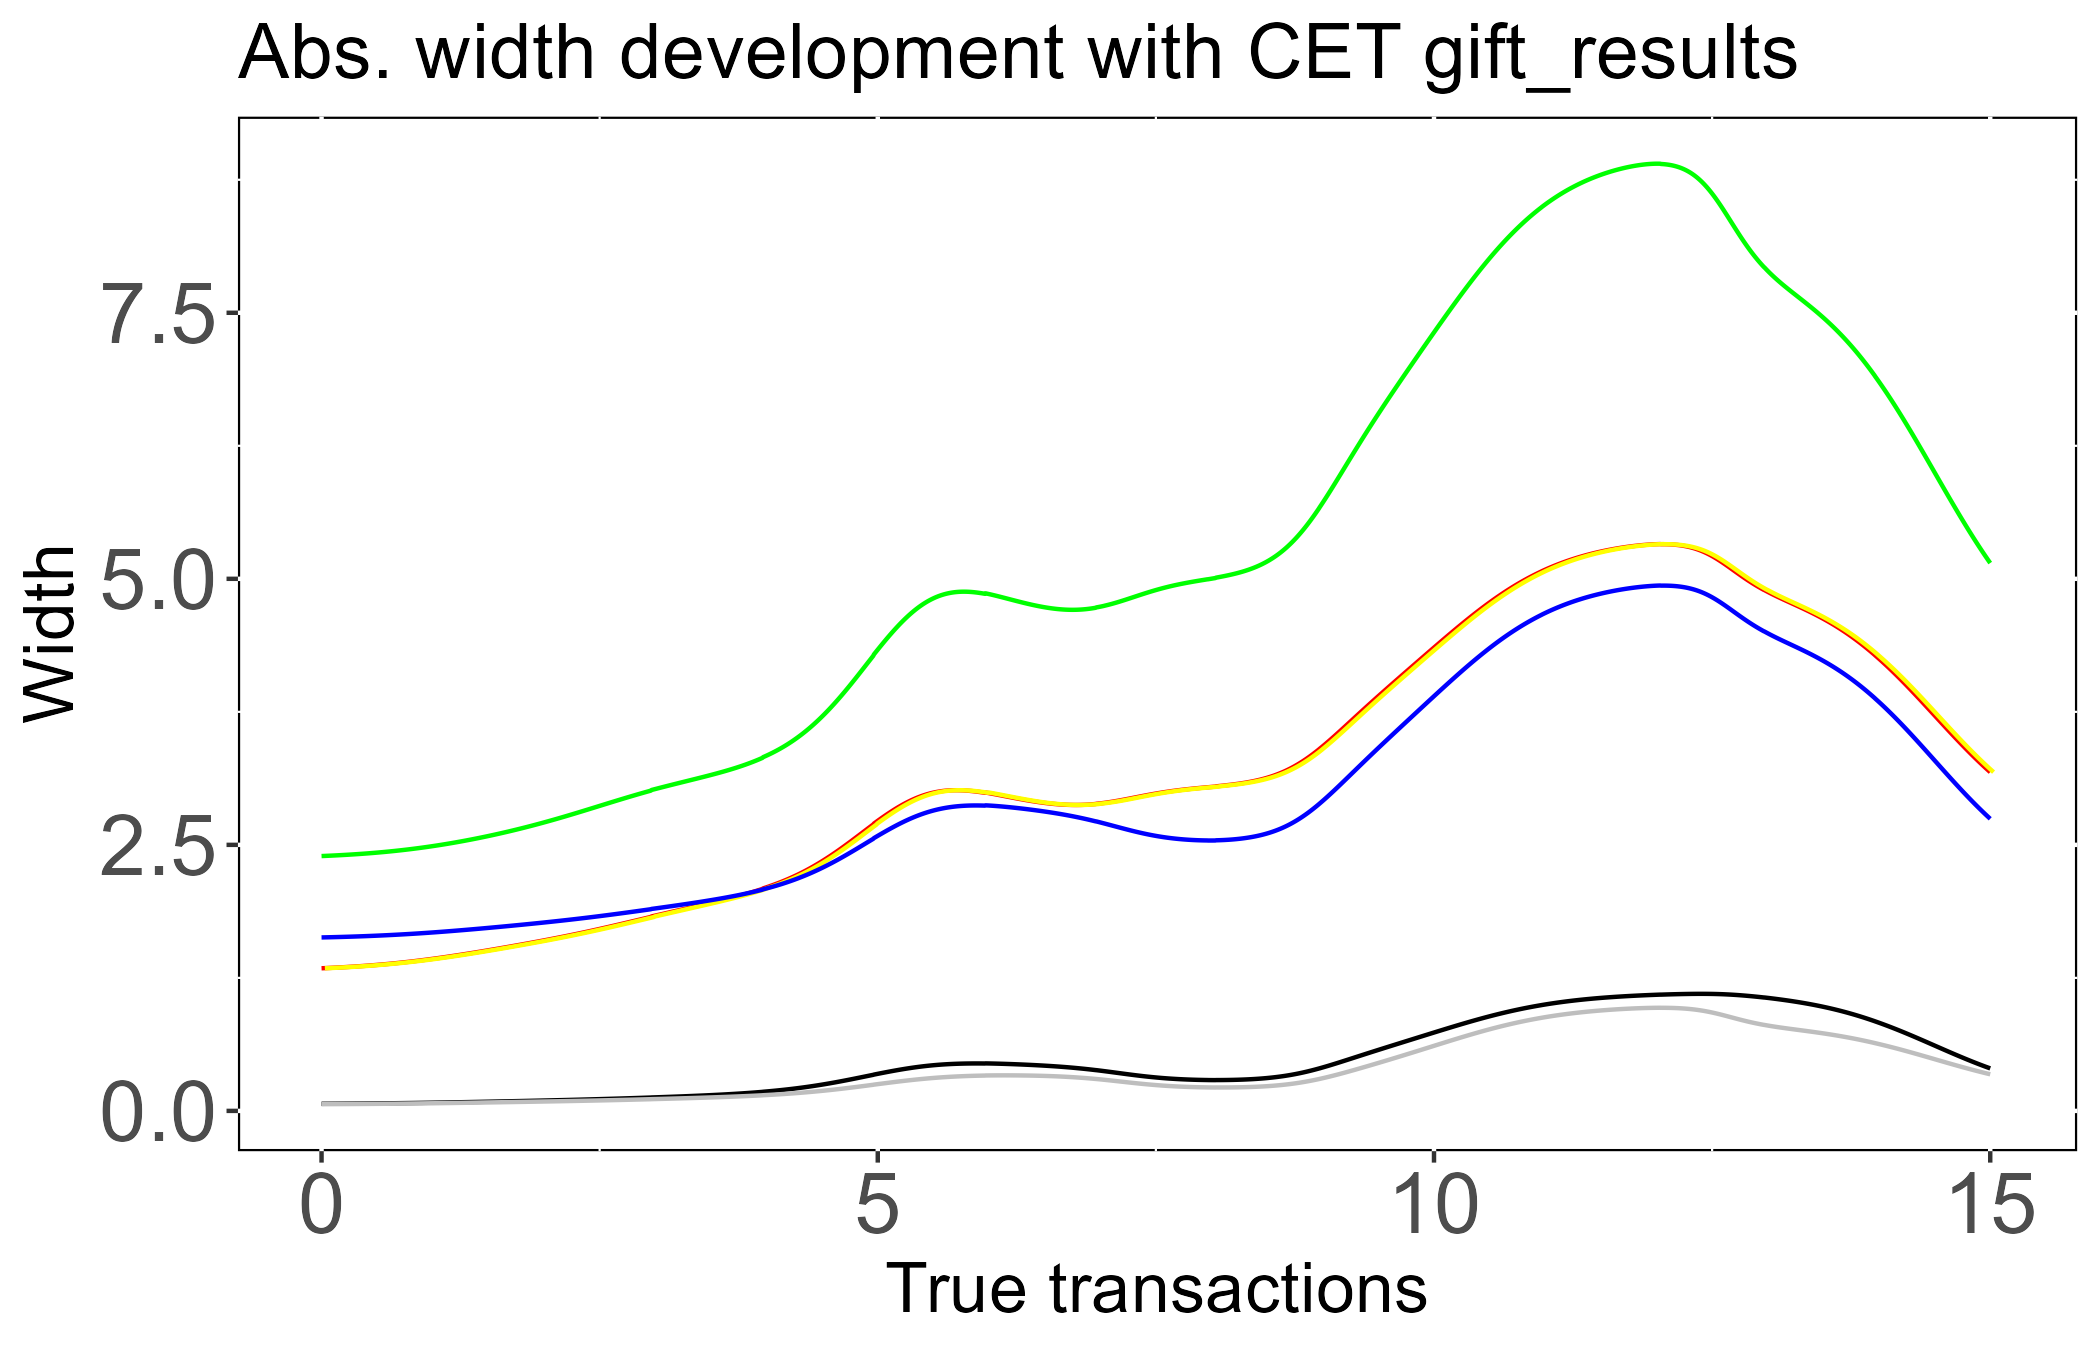 Abs. width development with CET gift_results
Width
7.5
5.0
2.5
0.0
0 5 10 15
True transactions